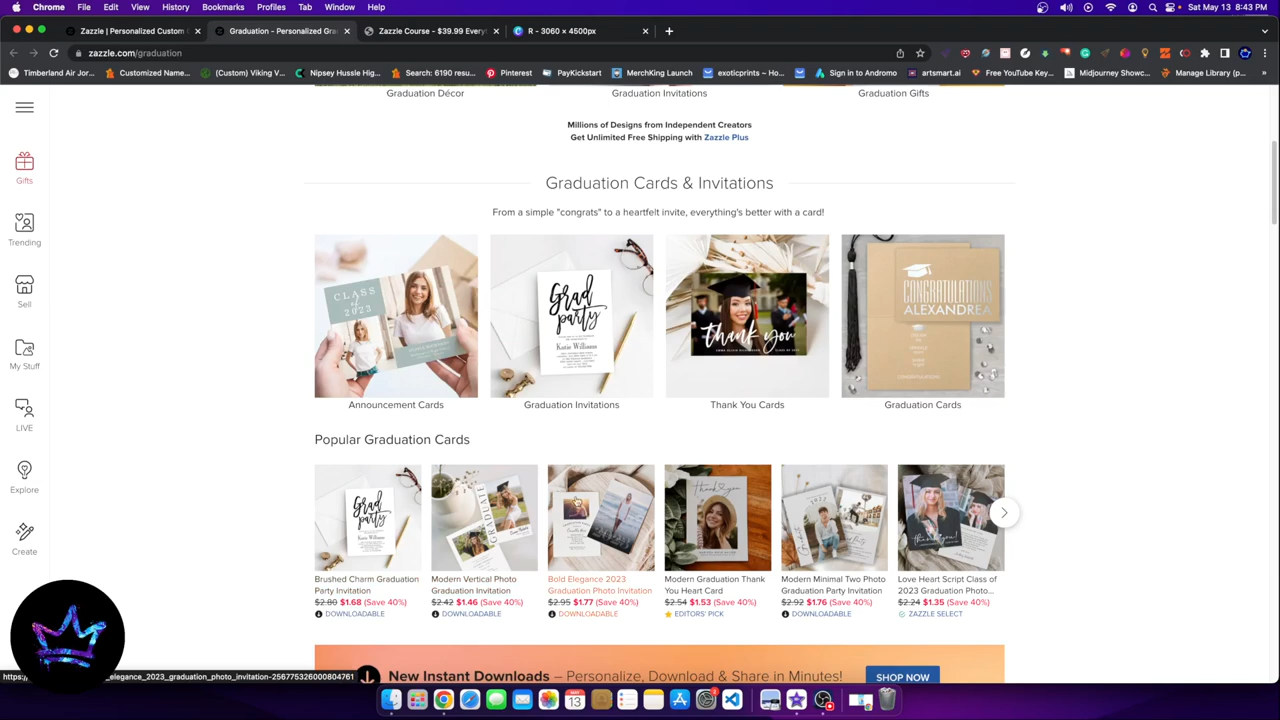 Chrome File Edit View History Bookmarks Profiles Tab Window Help Sat May 13 8:43 PM
Zazzle | Personalized Custom Graduation - Personalized Gra Zazzle Course - $39.99 Every R - 3060 x 4500px
zazzle.com/graduation
Timberland Air Jor... Customized Name... (Custom) Viking V... Nipsey Hussle Hig... Search: 6190 resu... Pinterest PayKickstart MerchKing Launch exoticprints – Ho... Sign in to Andromo artsmart.ai Free YouTube Key... Midjourney Showc... Manage Library (p...
Graduation Décor Graduation Invitations Graduation Gifts
Millions of Designs from Independent Creators
Get Unlimited Free Shipping with Zazzle Plus
Gifts
Graduation Cards & Invitations
From a simple "congrats" to a heartfelt invite, everything's better with a card!
Trending
Sell
My Stuff
LIVE
Explore
Create
CLASS
of
2023
Grad
party
Katie Williams
thank you
CONGRATULATIONS
ALEXANDREA
Announcement Cards Graduation Invitations Thank You Cards Graduation Cards
Popular Graduation Cards
Grad
party
GRADUATE
Thank you
thank you!
Brushed Charm Graduation
Party Invitation
$2.80 $1.68 (Save 40%)
DOWNLOADABLE
Modern Vertical Photo
Graduation Invitation
$2.42 $1.46 (Save 40%)
DOWNLOADABLE
Bold Elegance 2023
Graduation Photo Invitation
$2.95 $1.77 (Save 40%)
DOWNLOADABLE
Modern Graduation Thank
You Heart Card
$2.54 $1.53 (Save 40%)
EDITORS' PICK
Modern Minimal Two Photo
Graduation Party Invitation
$2.92 $1.76 (Save 40%)
DOWNLOADABLE
Love Heart Script Class of
2023 Graduation Photo...
$2.24 $1.35 (Save 40%)
ZAZZLE SELECT
New Instant Downloads – Personalize, Download & Share in Minutes! SHOP NOW
_elegance_2023_graduation_photo_invitation-256775326000804761